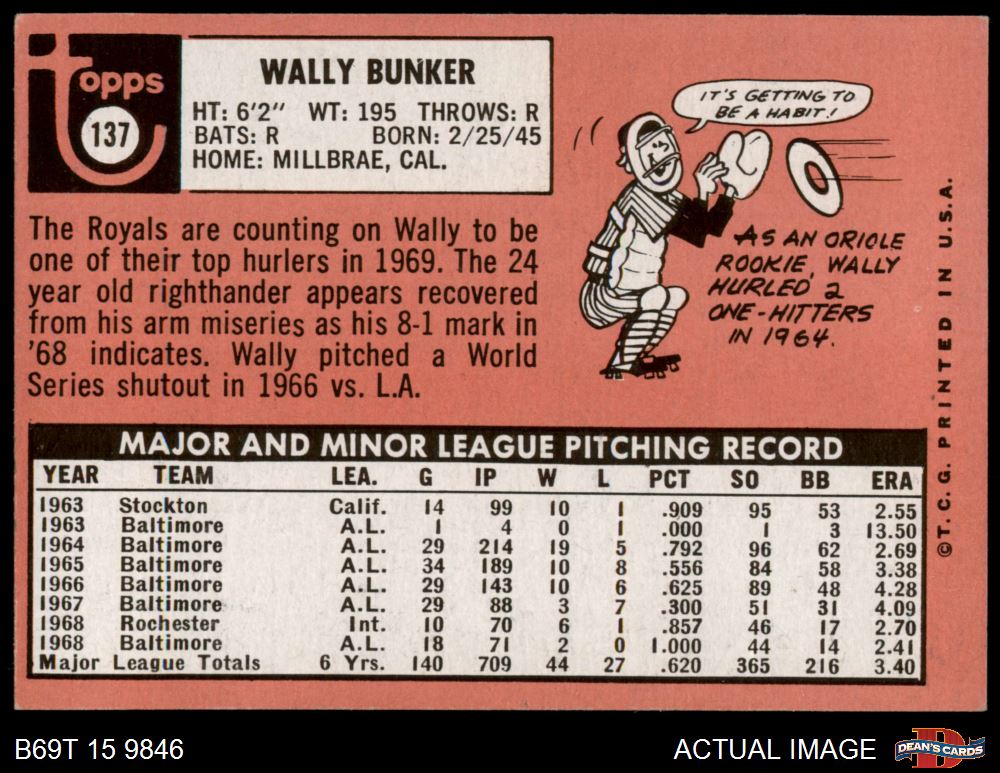 topps
137
WALLY BUNKER
HT: 6'2" WT: 195 THROWS: R
BATS: R BORN: 2/25/45
HOME: MILLBRAE, CAL.
IT'S GETTING TO
BE A HABIT!
AS AN ORIOLE
ROOKIE, WALLY
HURLED 2
ONE-HITTERS
IN 1964.
The Royals are counting on Wally to be
one of their top hurlers in 1969. The 24
year old righthander appears recovered
from his arm miseries as his 8-1 mark in
'68 indicates. Wally pitched a World
Series shutout in 1966 vs. L.A.
©T.C.G. PRINTED IN U.S.A.
MAJOR AND MINOR LEAGUE PITCHING RECORD
YEAR TEAM LEA. G IP W L PCT SO BB ERA
1963 Stockton Calif. 14 99 10 1 .909 95 53 2.55
1963 Baltimore A.L. 1 4 0 1 .000 1 3 13.50
1964 Baltimore A.L. 29 214 19 5 .792 96 62 2.69
1965 Baltimore A.L. 34 189 10 8 .556 84 58 3.38
1966 Baltimore A.L. 29 143 10 6 .625 89 48 4.28
1967 Baltimore A.L. 29 88 3 7 .300 51 31 4.09
1968 Rochester Int. 10 70 6 1 .857 46 17 2.70
1968 Baltimore A.L. 18 71 2 0 1.000 44 14 2.41
Major League Totals 6 Yrs. 140 709 44 27 .620 365 216 3.40
B69T 15 9846
ACTUAL IMAGE
DEAN'S CARDS